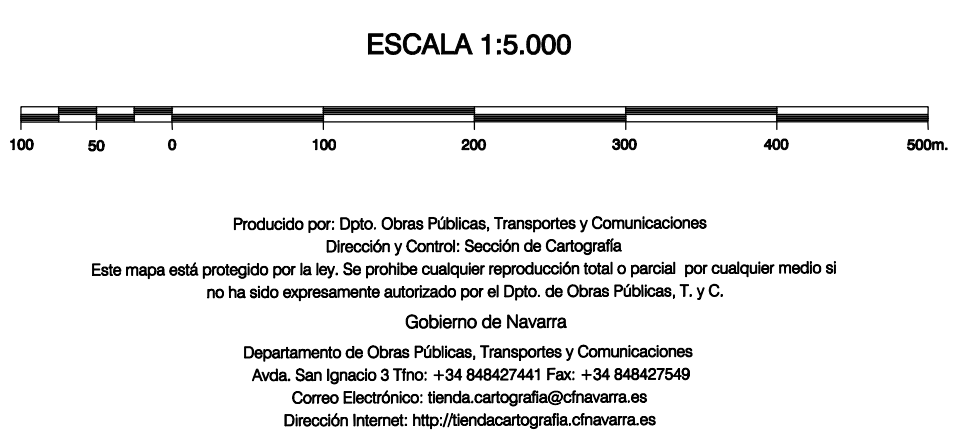 ESCALA 1:5.000
100 50 0 100 200 300 400 500m.
Producido por: Dpto. Obras Públicas, Transportes y Comunicaciones
Dirección y Control: Sección de Cartografía
Este mapa está protegido por la ley. Se prohibe cualquier reproducción total o parcial por cualquier medio si
no ha sido expresamente autorizado por el Dpto. de Obras Públicas, T. y C.
Gobierno de Navarra
Departamento de Obras Públicas, Transportes y Comunicaciones
Avda. San Ignacio 3 Tfno: +34 848427441 Fax: +34 848427549
Correo Electrónico: tienda.cartografia@cfnavarra.es
Dirección Internet: http://tiendacartografia.cfnavarra.es